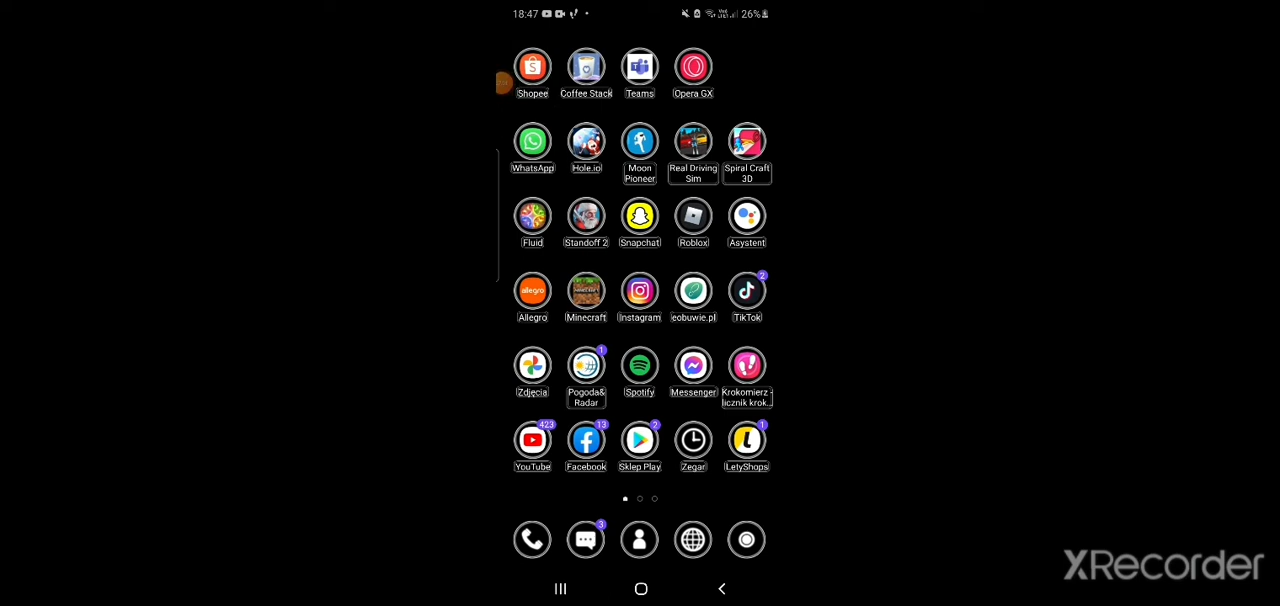 18:47
26%
Shopee Coffee Stack Teams Opera GX
WhatsApp Hole.io Moon Pioneer Real Driving Sim Spiral Craft 3D
Fluid Standoff 2 Snapchat Roblox Asystent
allegro MINECRAFT 2
Allegro Minecraft Instagram eobuwie.pl TikTok
1
Zdjęcia Pogoda& Radar Spotify Messenger Krokomierz - licznik krok...
423 13 2 1
YouTube Facebook Sklep Play Zegar LetyShops
3
XRecorder